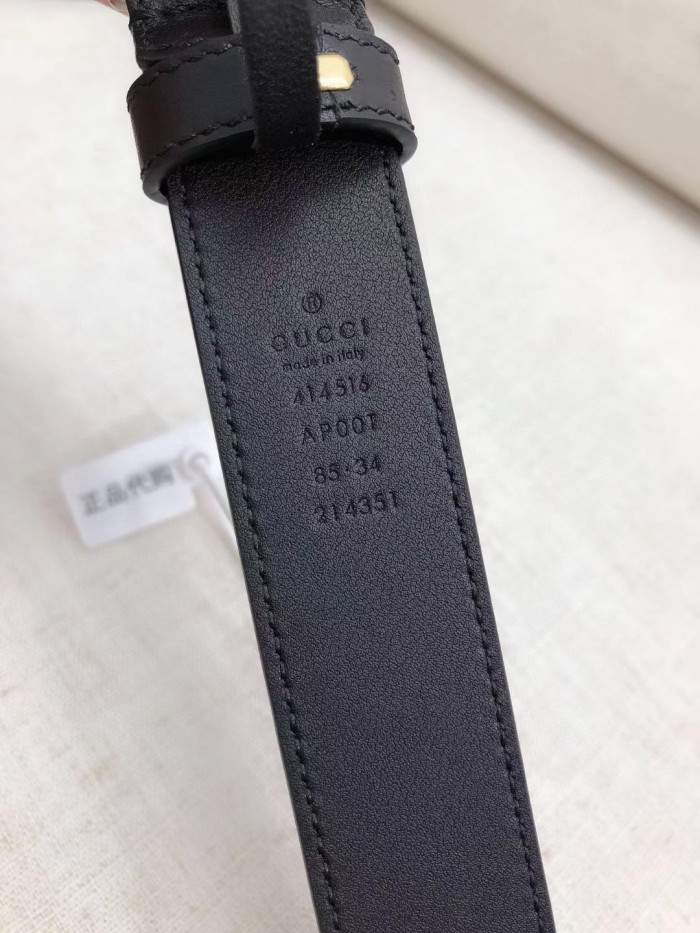 ®
GUCCI
made in italy
414516
AP00T
85·34
214351
正品代购